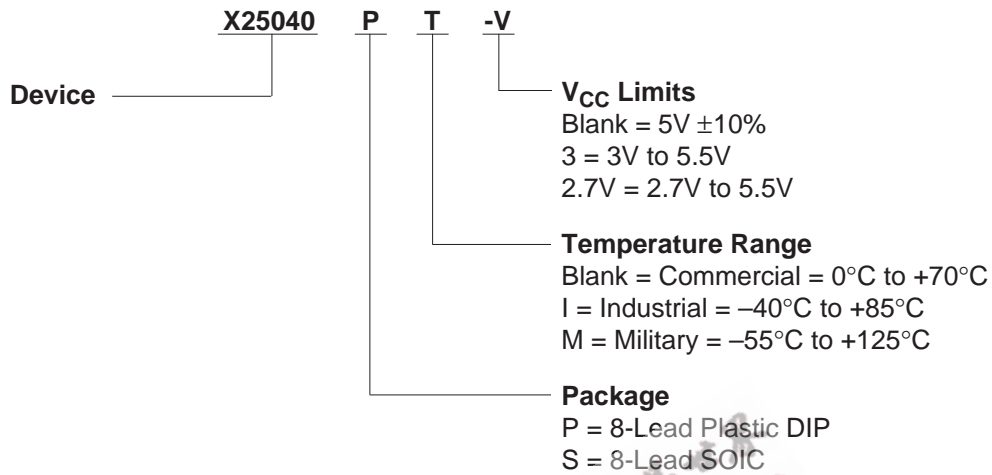 X25040 P T -V
Device
VCC Limits
Blank = 5V ±10%
3 = 3V to 5.5V
2.7V = 2.7V to 5.5V
Temperature Range
Blank = Commercial = 0°C to +70°C
I = Industrial = –40°C to +85°C
M = Military = –55°C to +125°C
Package
P = 8-Lead Plastic DIP
S = 8-Lead SOIC